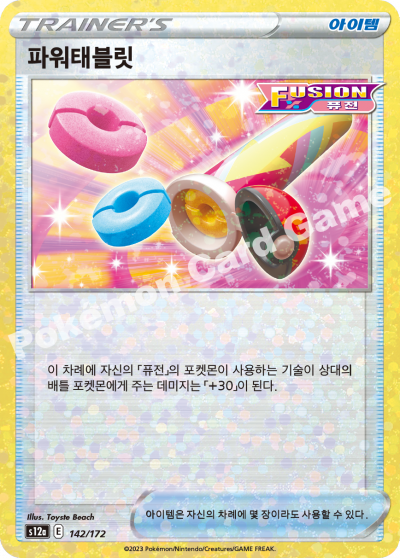 TRAINER'S
아이템
파워태블릿
FUSION
퓨전
Pokémon Card Game
이 차례에 자신의 「퓨전」의 포켓몬이 사용하는 기술이 상대의
배틀 포켓몬에게 주는 데미지는 「+30」이 된다.
Illus. Toyste Beach
s12a E 142/172
아이템은 자신의 차례에 몇 장이라도 사용할 수 있다.
©2023 Pokémon/Nintendo/Creatures/GAME FREAK.